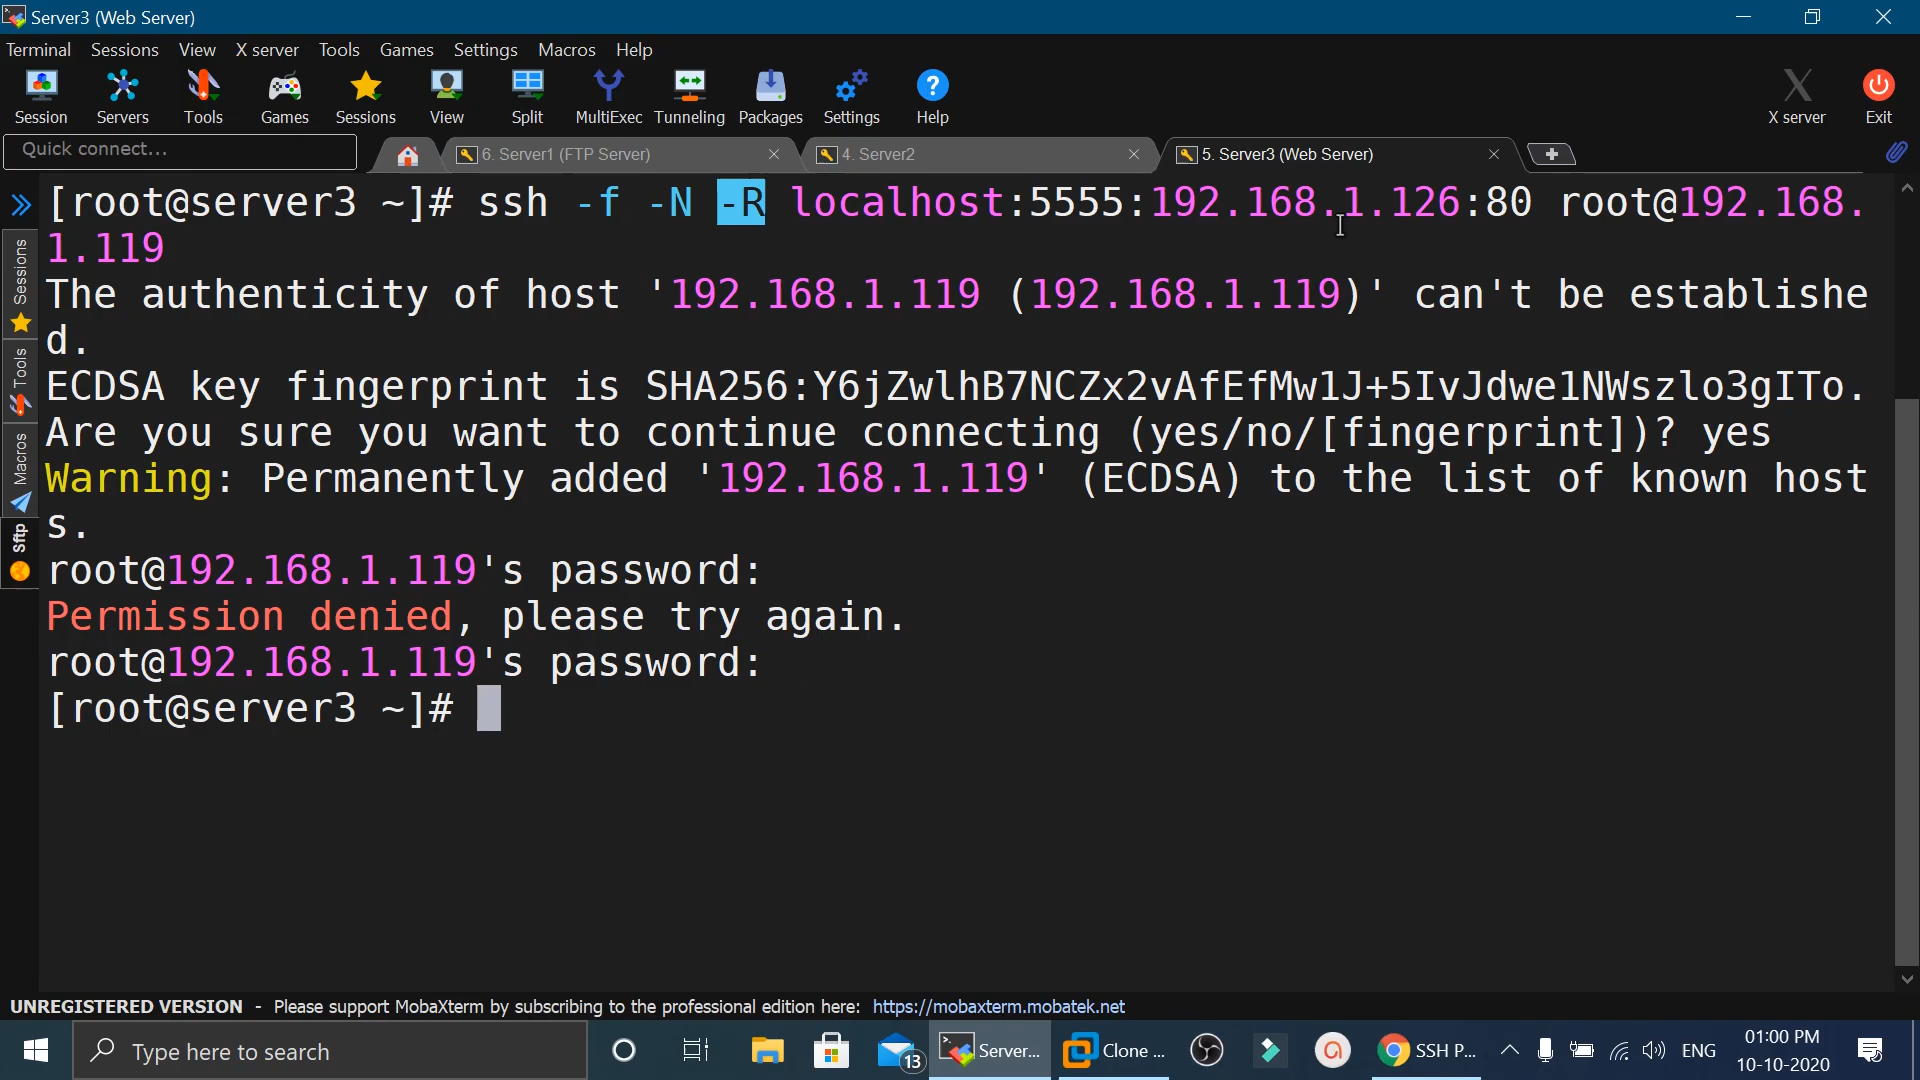 Server3 (Web Server)
Terminal Sessions View X server Tools Games Settings Macros Help
Session Servers Tools Games Sessions View Split MultiExec Tunneling Packages Settings Help X server Exit
Quick connect...
6. Server1 (FTP Server)
4. Server2
5. Server3 (Web Server)
Sessions
Tools
Macros
Sftp
[root@server3 ~]# ssh -f -N -R localhost:5555:192.168.1.126:80 root@192.168.
1.119
The authenticity of host '192.168.1.119 (192.168.1.119)' can't be establishe
d.
ECDSA key fingerprint is SHA256:Y6jZwlhB7NCZx2vAfEfMw1J+5IvJdwe1NWszlo3gITo.
Are you sure you want to continue connecting (yes/no/[fingerprint])? yes
Warning: Permanently added '192.168.1.119' (ECDSA) to the list of known host
s.
root@192.168.1.119's password:
Permission denied, please try again.
root@192.168.1.119's password:
[root@server3 ~]#
UNREGISTERED VERSION - Please support MobaXterm by subscribing to the professional edition here: https://mobaxterm.mobatek.net
Type here to search
13
Server...
Clone ...
SSH P...
ENG
01:00 PM
10-10-2020